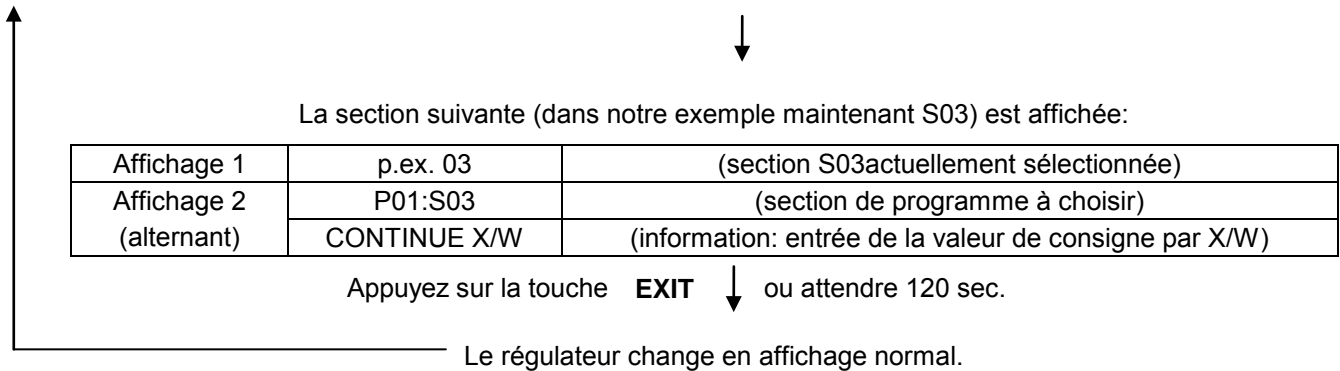 La section suivante (dans notre exemple maintenant S03) est affichée:
Affichage 1 p.ex. 03 (section S03actuellement sélectionnée)
Affichage 2 P01:S03 (section de programme à choisir)
(alternant) CONTINUE X/W (information: entrée de la valeur de consigne par X/W)
Appuyez sur la touche EXIT ou attendre 120 sec.
Le régulateur change en affichage normal.